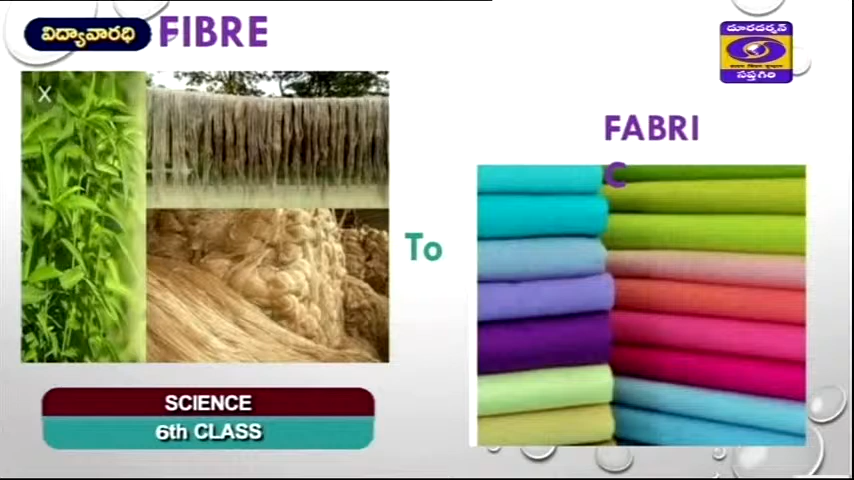 విద్యావారధి
FIBRE
దూరదర్శన్
సప్తగిరి
FABRI
C
To
SCIENCE
6th CLASS